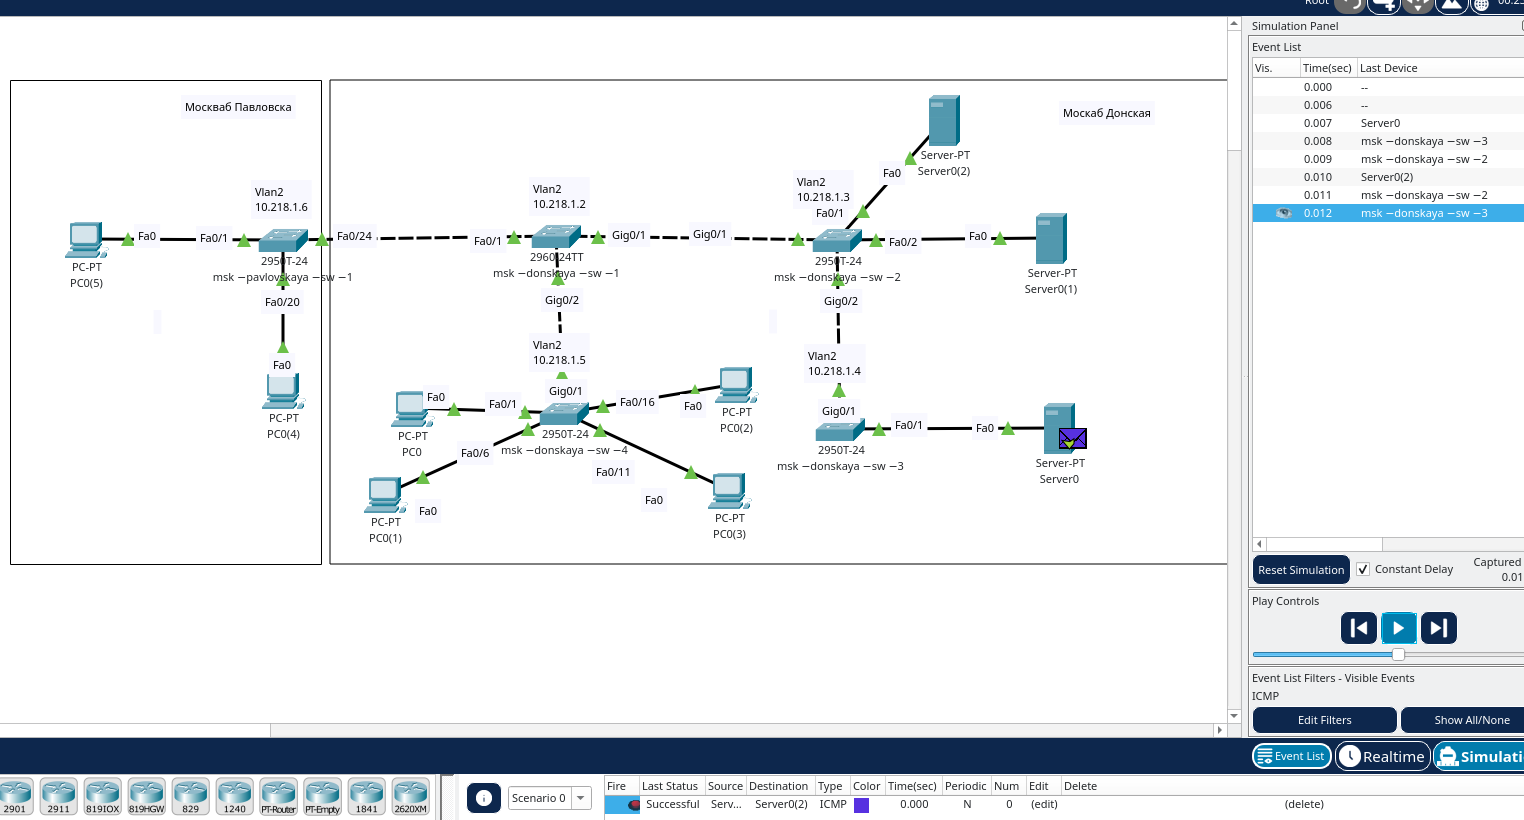 Root
Simulation Panel
Event List
Vis. Time(sec) Last Device
0.000 --
0.006 --
0.007 Server0
0.008 msk −donskaya −sw −3
0.009 msk −donskaya −sw −2
0.010 Server0(2)
0.011 msk −donskaya −sw −2
0.012 msk −donskaya −sw −3
Москваб Павловска
Москаб Донская
Server-PT
Server0(2)
Fa0
Vlan2
10.218.1.6
Vlan2
10.218.1.2
Vlan2
10.218.1.3
Fa0/1
Fa0
Fa0/1
Fa0/24
Fa0/1
Gig0/1
Gig0/1
Fa0/2
Fa0
PC-PT
PC0(5)
2950T-24
msk −pavlovskaya −sw −1
2960-24TT
msk −donskaya −sw −1
2950T-24
msk −donskaya −sw −2
Server-PT
Server0(1)
Fa0/20
Gig0/2
Gig0/2
Vlan2
10.218.1.5
Vlan2
10.218.1.4
Fa0
PC-PT
PC0(4)
Gig0/1
Fa0
Fa0/1
Fa0/16
Fa0
PC-PT
PC0(2)
Gig0/1
Fa0/1
Fa0
PC-PT
PC0
2950T-24
msk −donskaya −sw −4
2950T-24
msk −donskaya −sw −3
Server-PT
Server0
Fa0/6
Fa0/11
Fa0
Fa0
PC-PT
PC0(1)
PC-PT
PC0(3)
Reset Simulation
Constant Delay
Captured
0.01
Play Controls
Event List Filters - Visible Events
ICMP
Edit Filters
Show All/None
Event List
Realtime
Simulati
2901 2911 819IOX 819HGW 829 1240 PT-Router PT-Empty 1841 2620XM
Scenario 0
Fire Last Status Source Destination Type Color Time(sec) Periodic Num Edit Delete
Successful Serv... Server0(2) ICMP 0.000 N 0 (edit) (delete)